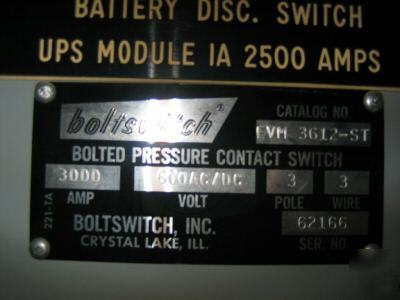 BATTERY DISC. SWITCH
UPS MODULE 1A 2500 AMPS
boltswitch
CATALOG NO.
EVM 3612-ST
BOLTED PRESSURE CONTACT SWITCH
3000 600AC/DC 3 3
AMP VOLT POLE WIRE
BOLTSWITCH, INC.
CRYSTAL LAKE, ILL.
62166
SER. NO.
221-TA